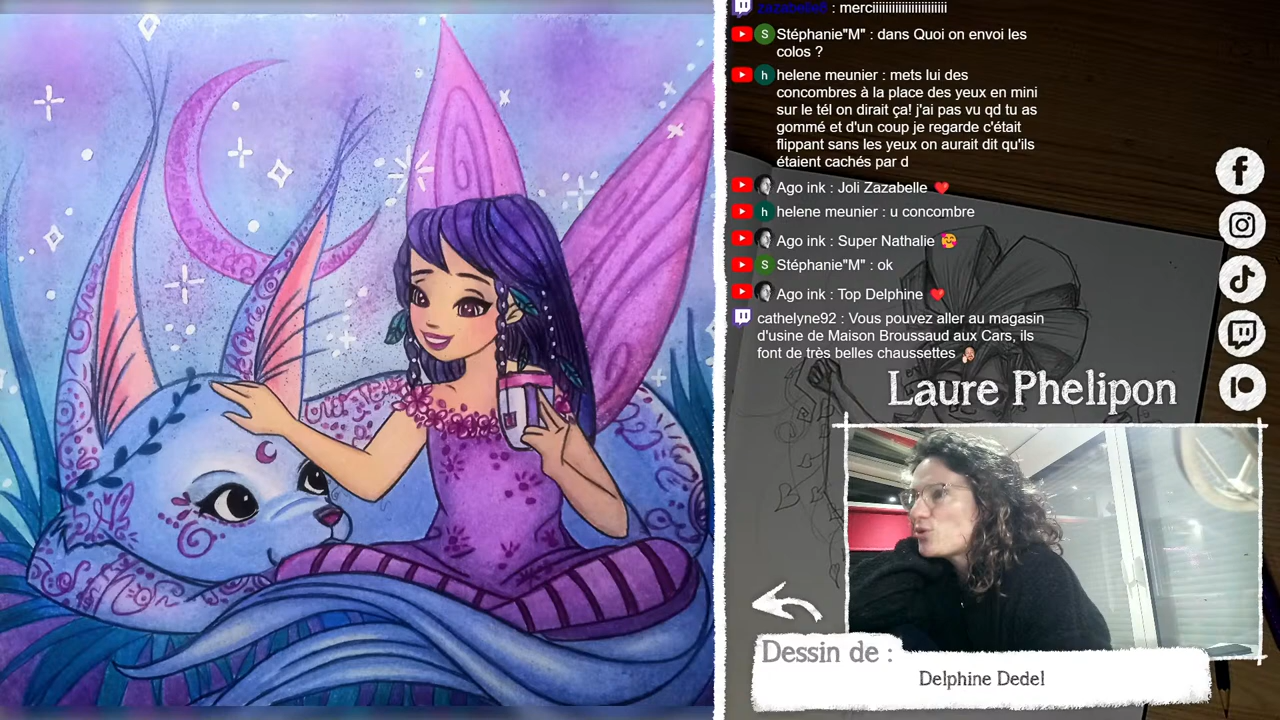 zazabelle8 : merciiiiiiiiiiiiiiiiiiiiii
Stéphanie"M" : dans Quoi on envoi les
colos ?
helene meunier : mets lui des
concombres à la place des yeux en mini
sur le tél on dirait ça! j'ai pas vu qd tu as
gommé et d'un coup je regarde c'était
flippant sans les yeux on aurait dit qu'ils
étaient cachés par d
Ago ink : Joli Zazabelle
helene meunier : u concombre
Ago ink : Super Nathalie
Stéphanie"M" : ok
Ago ink : Top Delphine
cathelyne92 : Vous pouvez aller au magasin
d'usine de Maison Broussaud aux Cars, ils
font de très belles chaussettes
Laure Phelipon
Dessin de :
Delphine Dedel